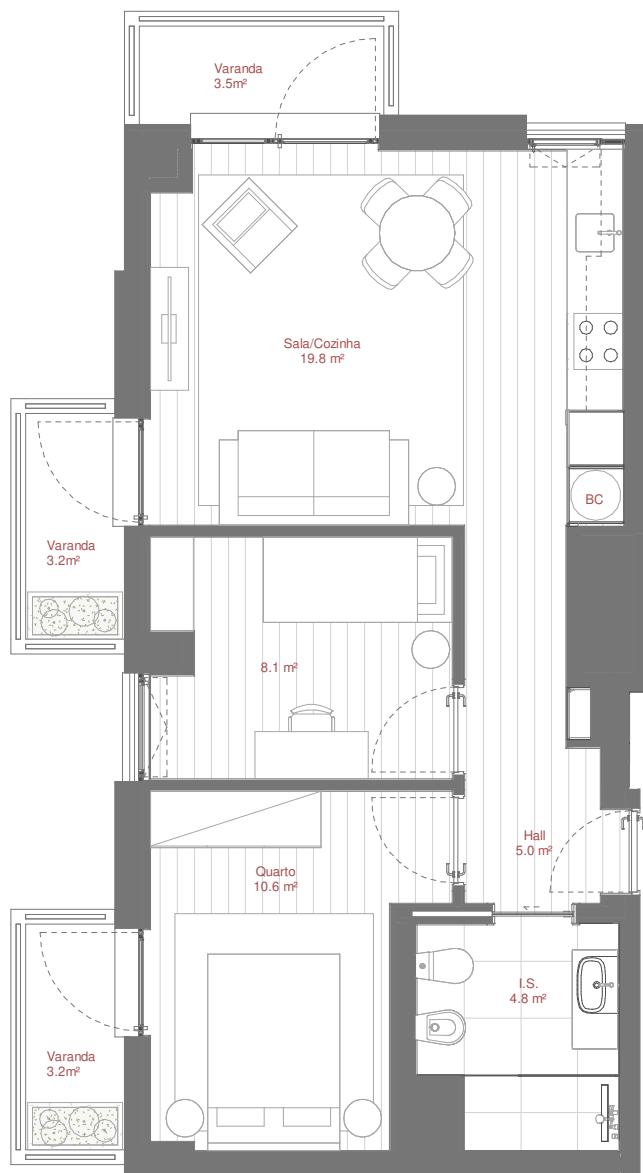 Varanda
3.5m²
Sala/Cozinha
19.8 m²
BC
Varanda
3.2m²
8.1 m²
Hall
5.0 m²
Quarto
10.6 m²
I.S.
4.8 m²
Varanda
3.2m²